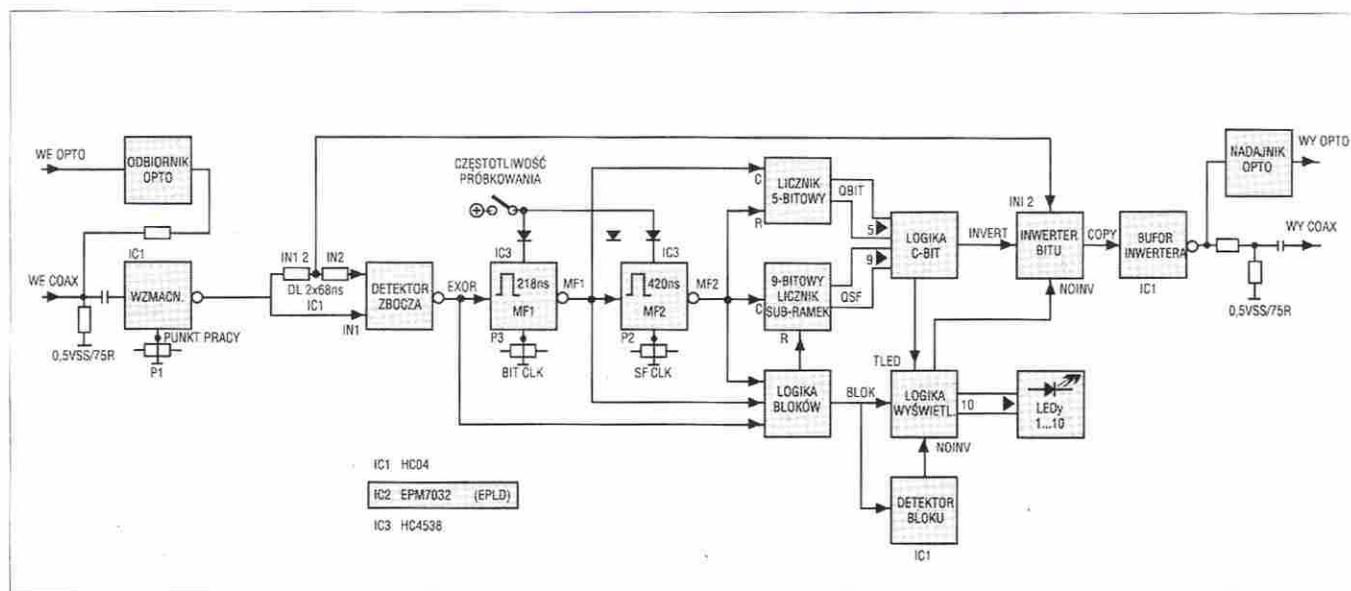 WE OPTO
ODBIORNIK
OPTO
WE COAX
IC1
WZMACN.
0,5VSS/75R
PUNKT PRACY
P1
IN1 2
IN2
DL 2x68ns
IC1
IN1
DETEKTOR
ZBOCZA
EXOR
CZĘSTOTLIWOŚĆ
PRÓBKOWANIA
IC3
218ns
MF1
MF1
P3
BIT CLK
IC3
420ns
MF2
MF2
P2
SF CLK
C
LICZNIK
5-BITOWY
R
QBIT
5
9-BITOWY
LICZNIK
SUB-RAMEK
C
R
QSF
9
LOGIKA
BLOKÓW
BLOK
LOGIKA
C-BIT
INVERT
TLED
LOGIKA
WYŚWIETL.
10
LEDy
1...10
NOINV
DETEKTOR
BLOKU
IC1
INI 2
INWERTER
BITU
NOINV
COPY
BUFOR
INWERTERA
IC1
NADAJNIK
OPTO
WY OPTO
WY COAX
0,5VSS/75R
IC1 HC04
IC2 EPM7032 (EPLD)
IC3 HC4538